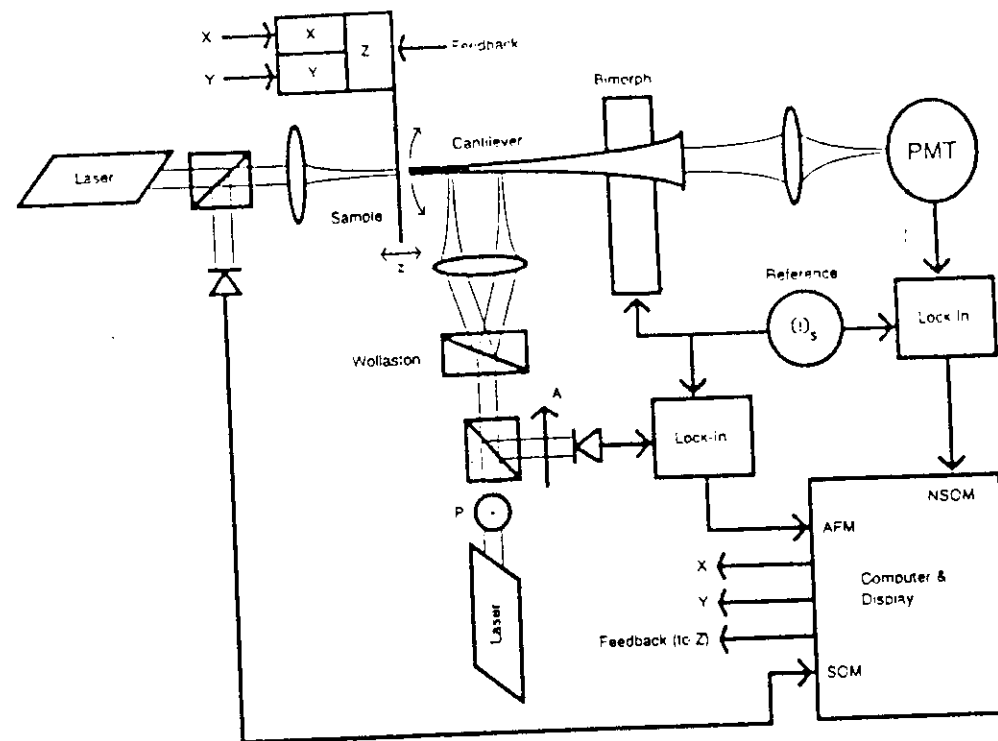 X
X
Z
Feedback
Y
Y
Bimorph
Cantilever
PMT
Laser
Sample
Z
Reference
Lock In
Wollaston
A
Lock-in
P
NSOM
AFM
X
Computer &
Display
Y
Laser
Feedback (to Z)
SOM